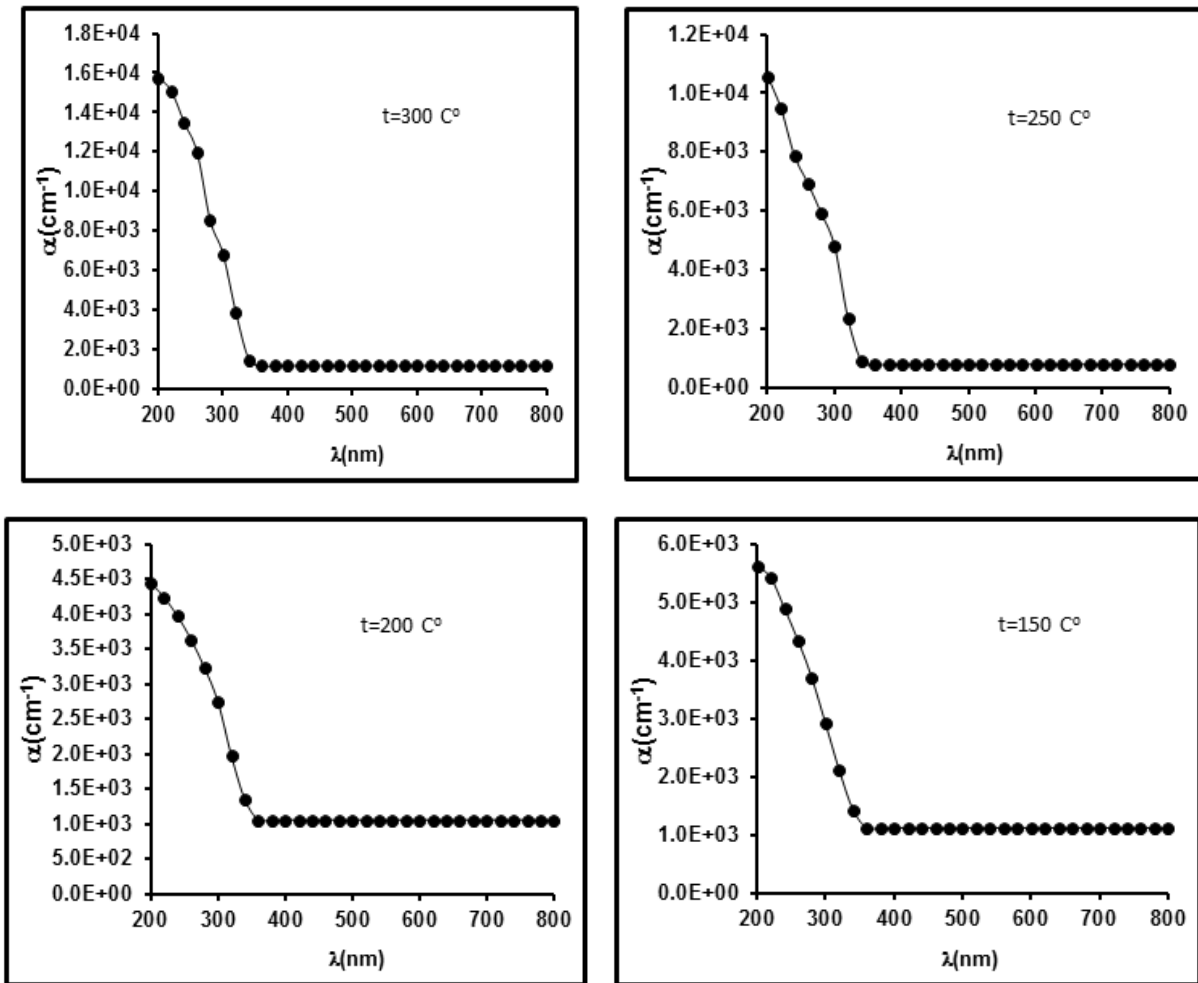 1.8E+04
1.6E+04
1.4E+04
1.2E+04
1.0E+04
8.0E+03
6.0E+03
4.0E+03
2.0E+03
0.0E+00
α(cm-1)
t=300 Cº
200 300 400 500 600 700 800
λ(nm)
1.2E+04
1.0E+04
8.0E+03
6.0E+03
4.0E+03
2.0E+03
0.0E+00
α(cm-1)
t=250 Cº
200 300 400 500 600 700 800
λ(nm)
5.0E+03
4.5E+03
4.0E+03
3.5E+03
3.0E+03
2.5E+03
2.0E+03
1.5E+03
1.0E+03
5.0E+02
0.0E+00
α(cm-1)
t=200 Cº
200 300 400 500 600 700 800
λ(nm)
6.0E+03
5.0E+03
4.0E+03
3.0E+03
2.0E+03
1.0E+03
0.0E+00
α(cm-1)
t=150 Cº
200 300 400 500 600 700 800
λ(nm)